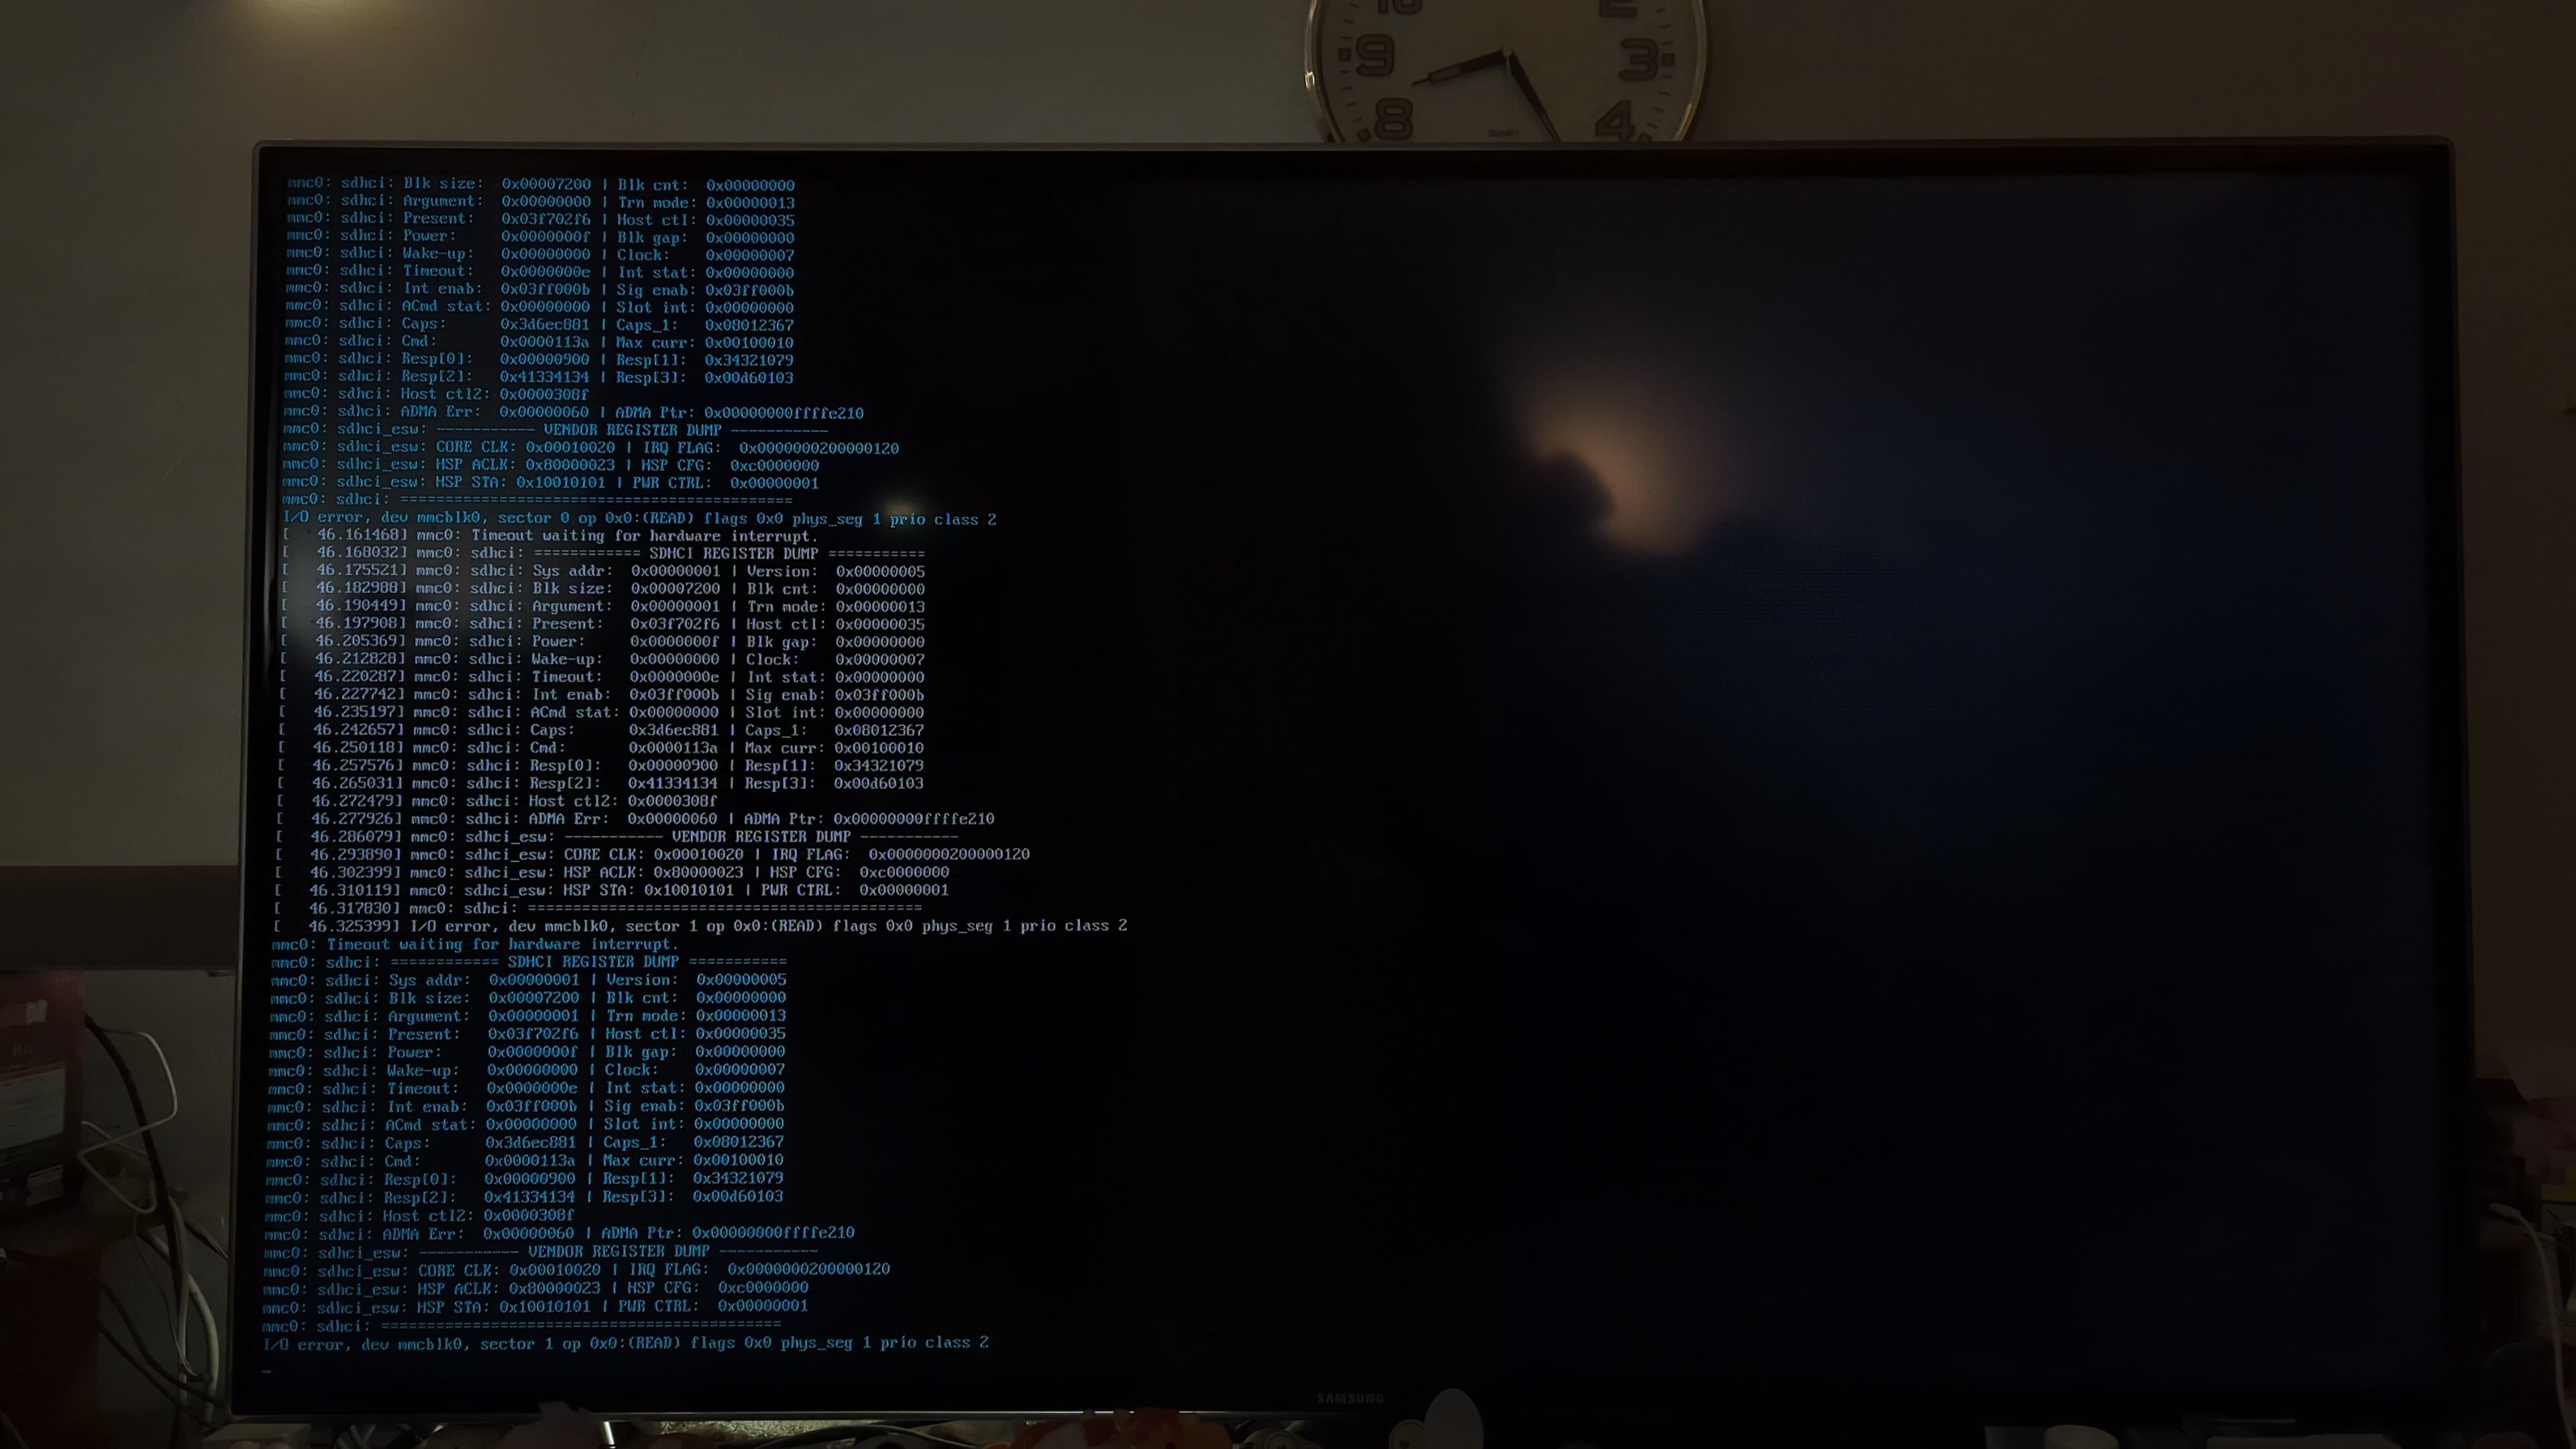 10 2
9 3
8 4
QUARTZ
mmc0: sdhci: Blk size:  0x00007200 | Blk cnt:  0x00000000
mmc0: sdhci: Argument:  0x00000000 | Trn mode: 0x00000013
mmc0: sdhci: Present:   0x03f702f6 | Host ctl: 0x00000035
mmc0: sdhci: Power:     0x0000000f | Blk gap:  0x00000000
mmc0: sdhci: Wake-up:   0x00000000 | Clock:    0x00000007
mmc0: sdhci: Timeout:   0x0000000e | Int stat: 0x00000000
mmc0: sdhci: Int enab:  0x03ff000b | Sig enab: 0x03ff000b
mmc0: sdhci: ACmd stat: 0x00000000 | Slot int: 0x00000000
mmc0: sdhci: Caps:      0x3d6ec881 | Caps_1:   0x08012367
mmc0: sdhci: Cmd:       0x0000113a | Max curr: 0x00100010
mmc0: sdhci: Resp[0]:   0x00000900 | Resp[1]:  0x34321079
mmc0: sdhci: Resp[2]:   0x41334134 | Resp[3]:  0x00d60103
mmc0: sdhci: Host ctl2: 0x0000308f
mmc0: sdhci: ADMA Err:  0x00000060 | ADMA Ptr: 0x00000000ffffe210
mmc0: sdhci_esw: ----------- VENDOR REGISTER DUMP -----------
mmc0: sdhci_esw: CORE CLK: 0x00010020 | IRQ FLAG:  0x0000000200000120
mmc0: sdhci_esw: HSP ACLK: 0x80000023 | HSP CFG:  0xc0000000
mmc0: sdhci_esw: HSP STA: 0x10010101 | PWR CTRL:  0x00000001
mmc0: sdhci: ============================================
I/O error, dev mmcblk0, sector 0 op 0x0:(READ) flags 0x0 phys_seg 1 prio class 2
[   46.161468] mmc0: Timeout waiting for hardware interrupt.
[   46.168032] mmc0: sdhci: ============ SDHCI REGISTER DUMP ===========
[   46.175521] mmc0: sdhci: Sys addr:  0x00000001 | Version:  0x00000005
[   46.182988] mmc0: sdhci: Blk size:  0x00007200 | Blk cnt:  0x00000000
[   46.190449] mmc0: sdhci: Argument:  0x00000001 | Trn mode: 0x00000013
[   46.197908] mmc0: sdhci: Present:   0x03f702f6 | Host ctl: 0x00000035
[   46.205369] mmc0: sdhci: Power:     0x0000000f | Blk gap:  0x00000000
[   46.212828] mmc0: sdhci: Wake-up:   0x00000000 | Clock:    0x00000007
[   46.220287] mmc0: sdhci: Timeout:   0x0000000e | Int stat: 0x00000000
[   46.227742] mmc0: sdhci: Int enab:  0x03ff000b | Sig enab: 0x03ff000b
[   46.235197] mmc0: sdhci: ACmd stat: 0x00000000 | Slot int: 0x00000000
[   46.242657] mmc0: sdhci: Caps:      0x3d6ec881 | Caps_1:   0x08012367
[   46.250118] mmc0: sdhci: Cmd:       0x0000113a | Max curr: 0x00100010
[   46.257576] mmc0: sdhci: Resp[0]:   0x00000900 | Resp[1]:  0x34321079
[   46.265031] mmc0: sdhci: Resp[2]:   0x41334134 | Resp[3]:  0x00d60103
[   46.272479] mmc0: sdhci: Host ctl2: 0x0000308f
[   46.277926] mmc0: sdhci: ADMA Err:  0x00000060 | ADMA Ptr: 0x00000000ffffe210
[   46.286079] mmc0: sdhci_esw: ----------- VENDOR REGISTER DUMP -----------
[   46.293890] mmc0: sdhci_esw: CORE CLK: 0x00010020 | IRQ FLAG:  0x0000000200000120
[   46.302399] mmc0: sdhci_esw: HSP ACLK: 0x80000023 | HSP CFG:  0xc0000000
[   46.310119] mmc0: sdhci_esw: HSP STA: 0x10010101 | PWR CTRL:  0x00000001
[   46.317830] mmc0: sdhci: ============================================
[   46.325399] I/O error, dev mmcblk0, sector 1 op 0x0:(READ) flags 0x0 phys_seg 1 prio class 2
mmc0: Timeout waiting for hardware interrupt.
mmc0: sdhci: ============ SDHCI REGISTER DUMP ===========
mmc0: sdhci: Sys addr:  0x00000001 | Version:  0x00000005
mmc0: sdhci: Blk size:  0x00007200 | Blk cnt:  0x00000000
mmc0: sdhci: Argument:  0x00000001 | Trn mode: 0x00000013
mmc0: sdhci: Present:   0x03f702f6 | Host ctl: 0x00000035
mmc0: sdhci: Power:     0x0000000f | Blk gap:  0x00000000
mmc0: sdhci: Wake-up:   0x00000000 | Clock:    0x00000007
mmc0: sdhci: Timeout:   0x0000000e | Int stat: 0x00000000
mmc0: sdhci: Int enab:  0x03ff000b | Sig enab: 0x03ff000b
mmc0: sdhci: ACmd stat: 0x00000000 | Slot int: 0x00000000
mmc0: sdhci: Caps:      0x3d6ec881 | Caps_1:   0x08012367
mmc0: sdhci: Cmd:       0x0000113a | Max curr: 0x00100010
mmc0: sdhci: Resp[0]:   0x00000900 | Resp[1]:  0x34321079
mmc0: sdhci: Resp[2]:   0x41334134 | Resp[3]:  0x00d60103
mmc0: sdhci: Host ctl2: 0x0000308f
mmc0: sdhci: ADMA Err:  0x00000060 | ADMA Ptr: 0x00000000ffffe210
mmc0: sdhci_esw: ----------- VENDOR REGISTER DUMP -----------
mmc0: sdhci_esw: CORE CLK: 0x00010020 | IRQ FLAG:  0x0000000200000120
mmc0: sdhci_esw: HSP ACLK: 0x80000023 | HSP CFG:  0xc0000000
mmc0: sdhci_esw: HSP STA: 0x10010101 | PWR CTRL:  0x00000001
mmc0: sdhci: ============================================
I/O error, dev mmcblk0, sector 1 op 0x0:(READ) flags 0x0 phys_seg 1 prio class 2
SAMSUNG